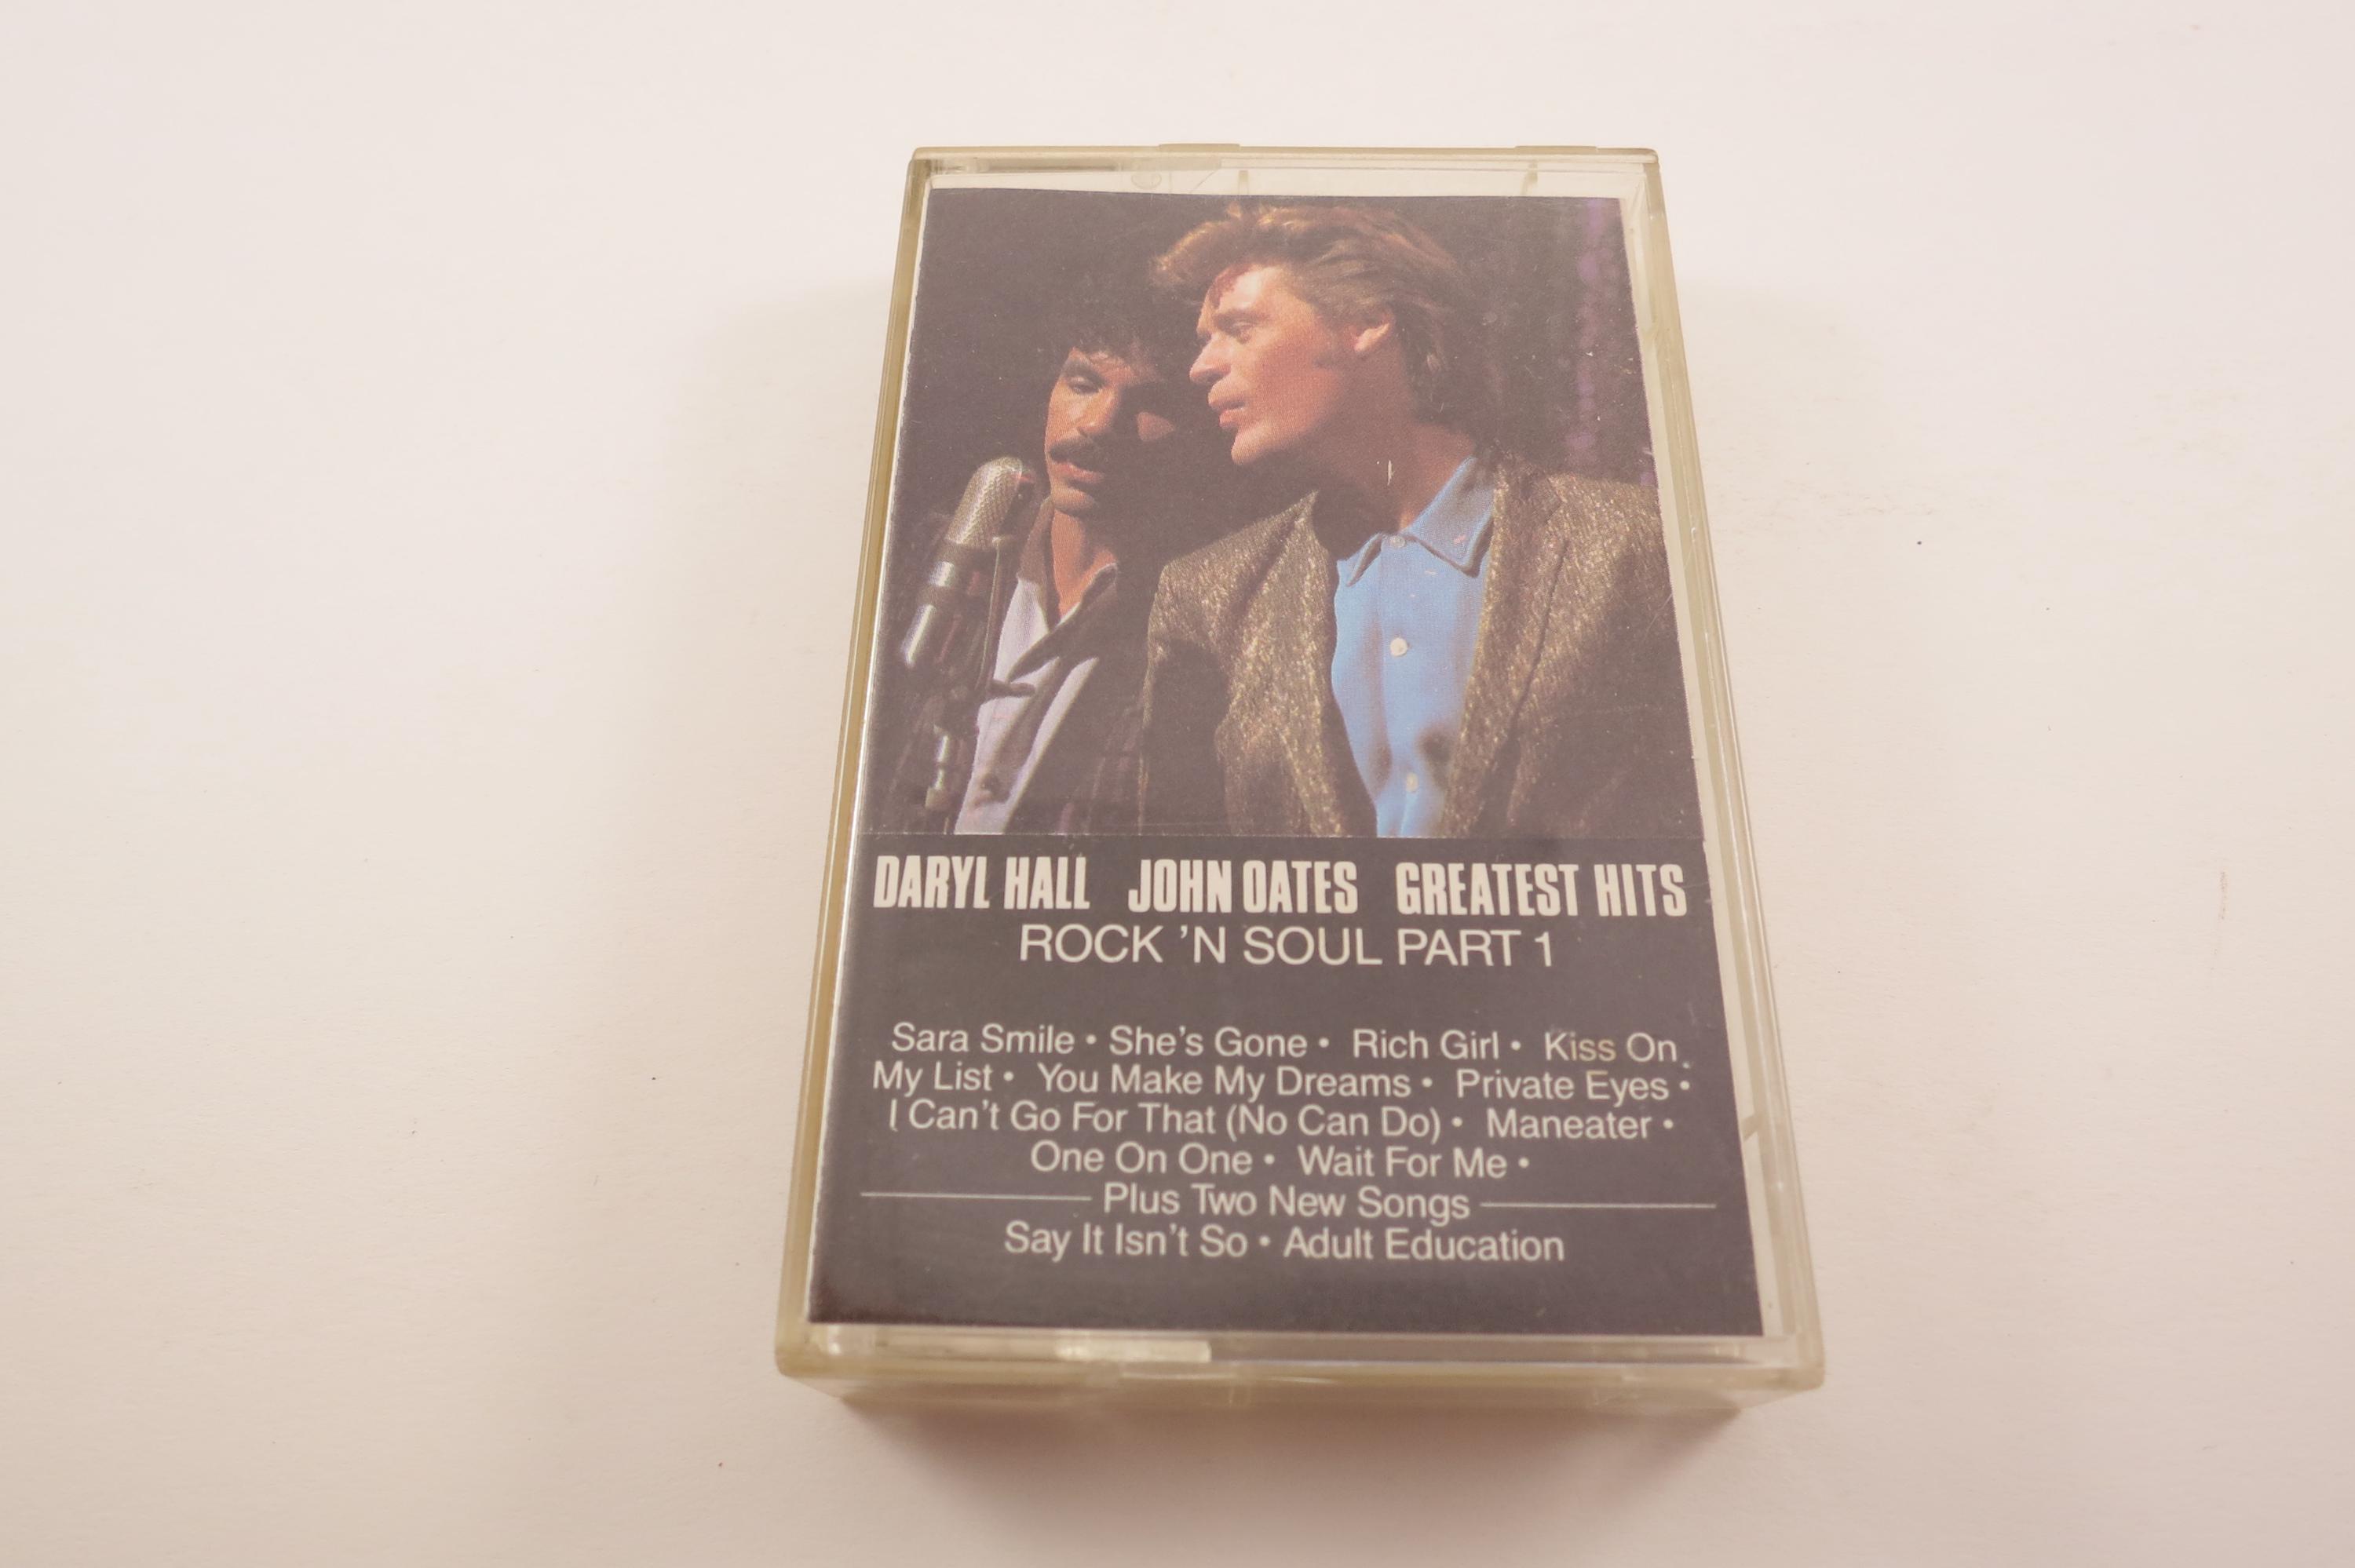 DARYL HALL JOHN OATES GREATEST HITS
ROCK 'N SOUL PART 1
Sara Smile • She's Gone • Rich Girl • Kiss On
My List • You Make My Dreams • Private Eyes •
I Can't Go For That (No Can Do) • Maneater •
One On One • Wait For Me •
Plus Two New Songs
Say It Isn't So • Adult Education